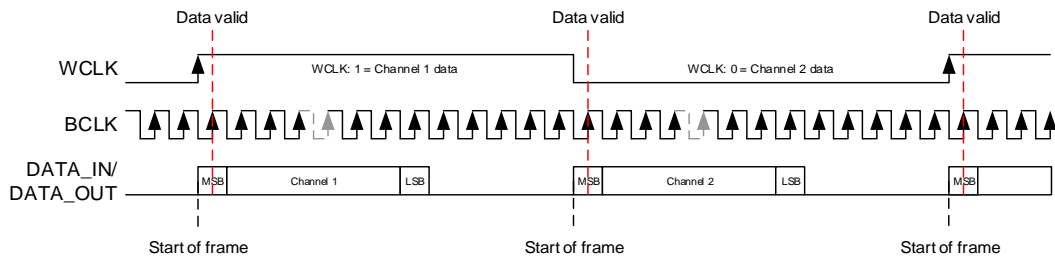 Data valid Data valid Data valid
WCLK WCLK: 1 = Channel 1 data WCLK: 0 = Channel 2 data
BCLK
DATA_IN/
DATA_OUT
MSB Channel 1 LSB MSB Channel 2 LSB MSB
Start of frame Start of frame Start of frame